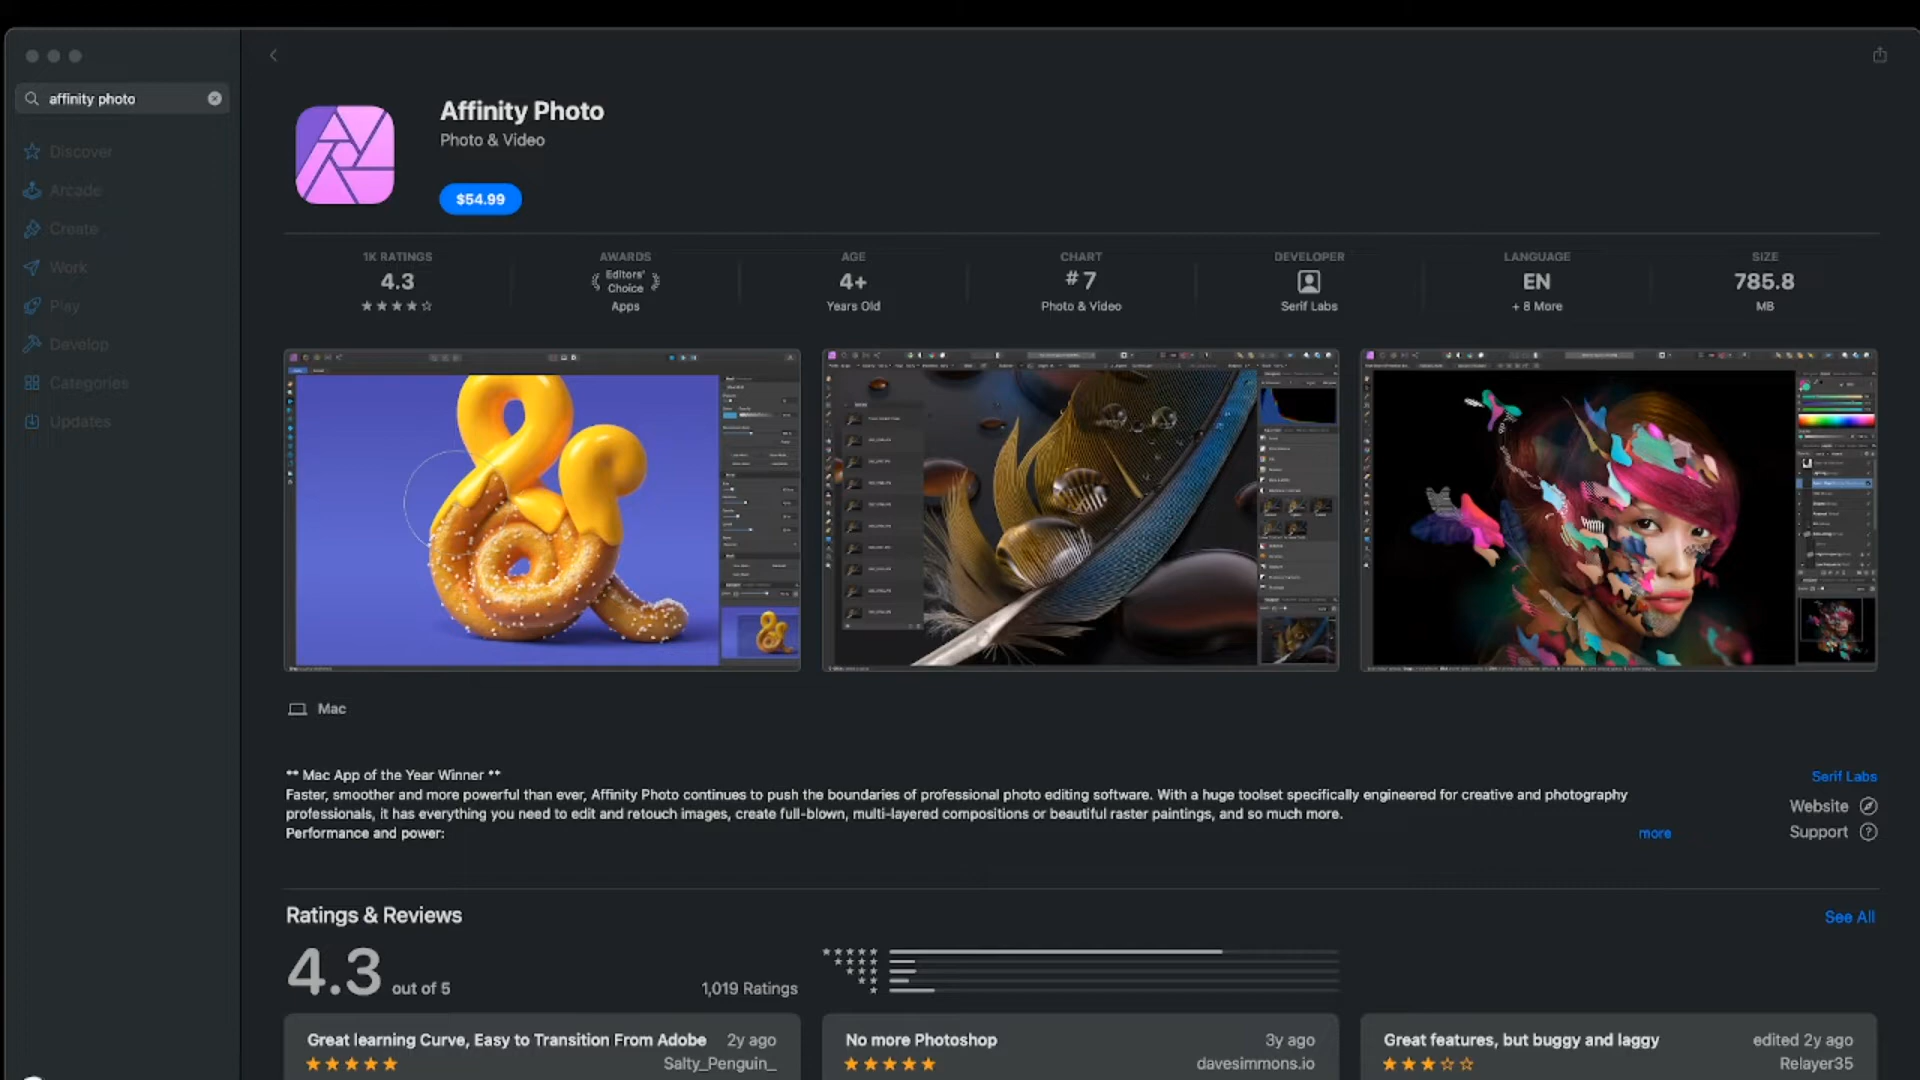 affinity photo
Discover
Arcade
Create
Work
Play
Develop
Categories
Updates
Affinity Photo
Photo & Video
$54.99
1K RATINGS
4.3
AWARDS
Editors'
Choice
Apps
AGE
4+
Years Old
CHART
#7
Photo & Video
DEVELOPER
Serif Labs
LANGUAGE
EN
+ 8 More
SIZE
785.8
MB
Mac
** Mac App of the Year Winner **
Faster, smoother and more powerful than ever, Affinity Photo continues to push the boundaries of professional photo editing software. With a huge toolset specifically engineered for creative and photography
professionals, it has everything you need to edit and retouch images, create full-blown, multi-layered compositions or beautiful raster paintings, and so much more.
Performance and power:
more
Serif Labs
Website
Support
Ratings & Reviews
See All
4.3 out of 5
1,019 Ratings
Great learning Curve, Easy to Transition From Adobe 2y ago
Salty_Penguin_
No more Photoshop 3y ago
davesimmons.io
Great features, but buggy and laggy edited 2y ago
Relayer35